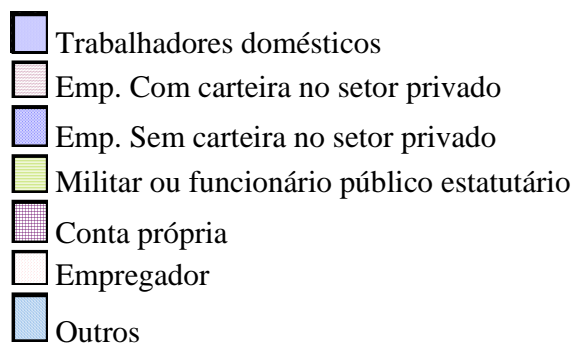 Trabalhadores domésticos
Emp. Com carteira no setor privado
Emp. Sem carteira no setor privado
Militar ou funcionário público estatutário
Conta própria
Empregador
Outros